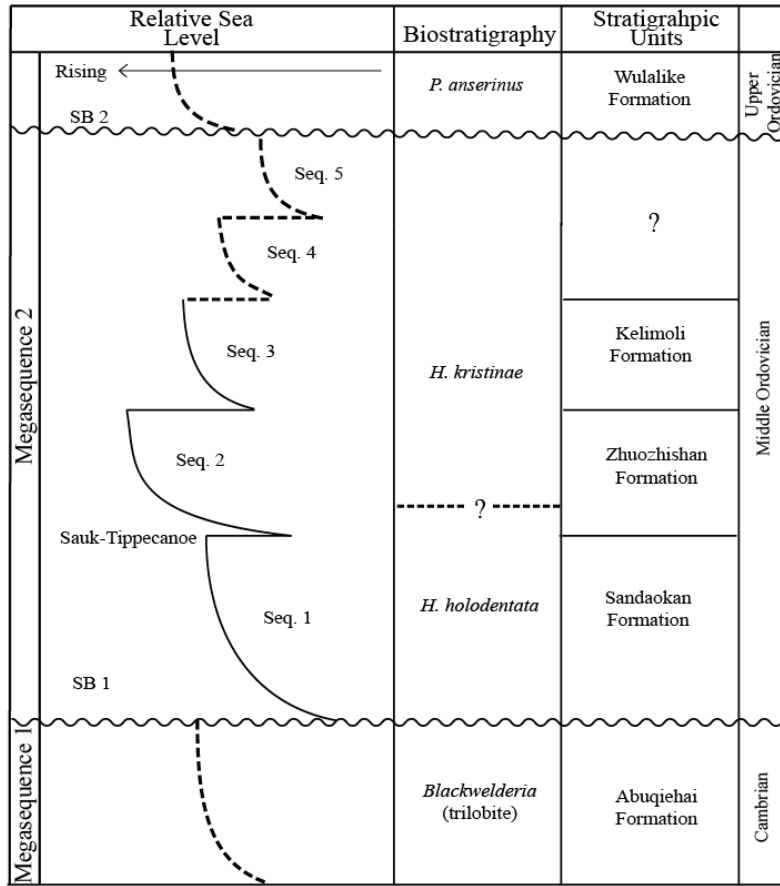 Relative Sea
Level
Biostratigraphy
Stratigrahpic
Units
Rising
SB 2
P. anserinus
Wulalike
Formation
Upper
Ordovician
Seq. 5
Seq. 4
?
Seq. 3
H. kristinae
Kelimoli
Formation
Megasequence 2
Middle Ordovician
Seq. 2
Zhuozhishan
Formation
?
Sauk-Tippecanoe
Seq. 1
H. holodentata
Sandaokan
Formation
SB 1
Megasequence 1
Blackwelderia
(trilobite)
Abuqiehai
Formation
Cambrian